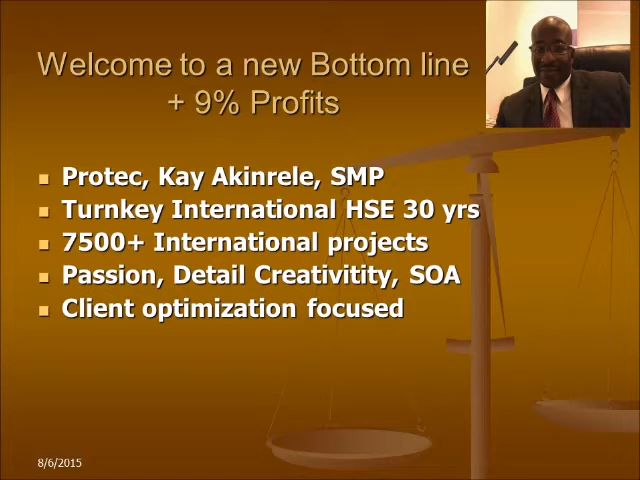 Welcome to a new Bottom line
+ 9% Profits
Protec, Kay Akinrele, SMP
Turnkey International HSE 30 yrs
7500+ International projects
Passion, Detail Creativitity, SOA
Client optimization focused
8/6/2015